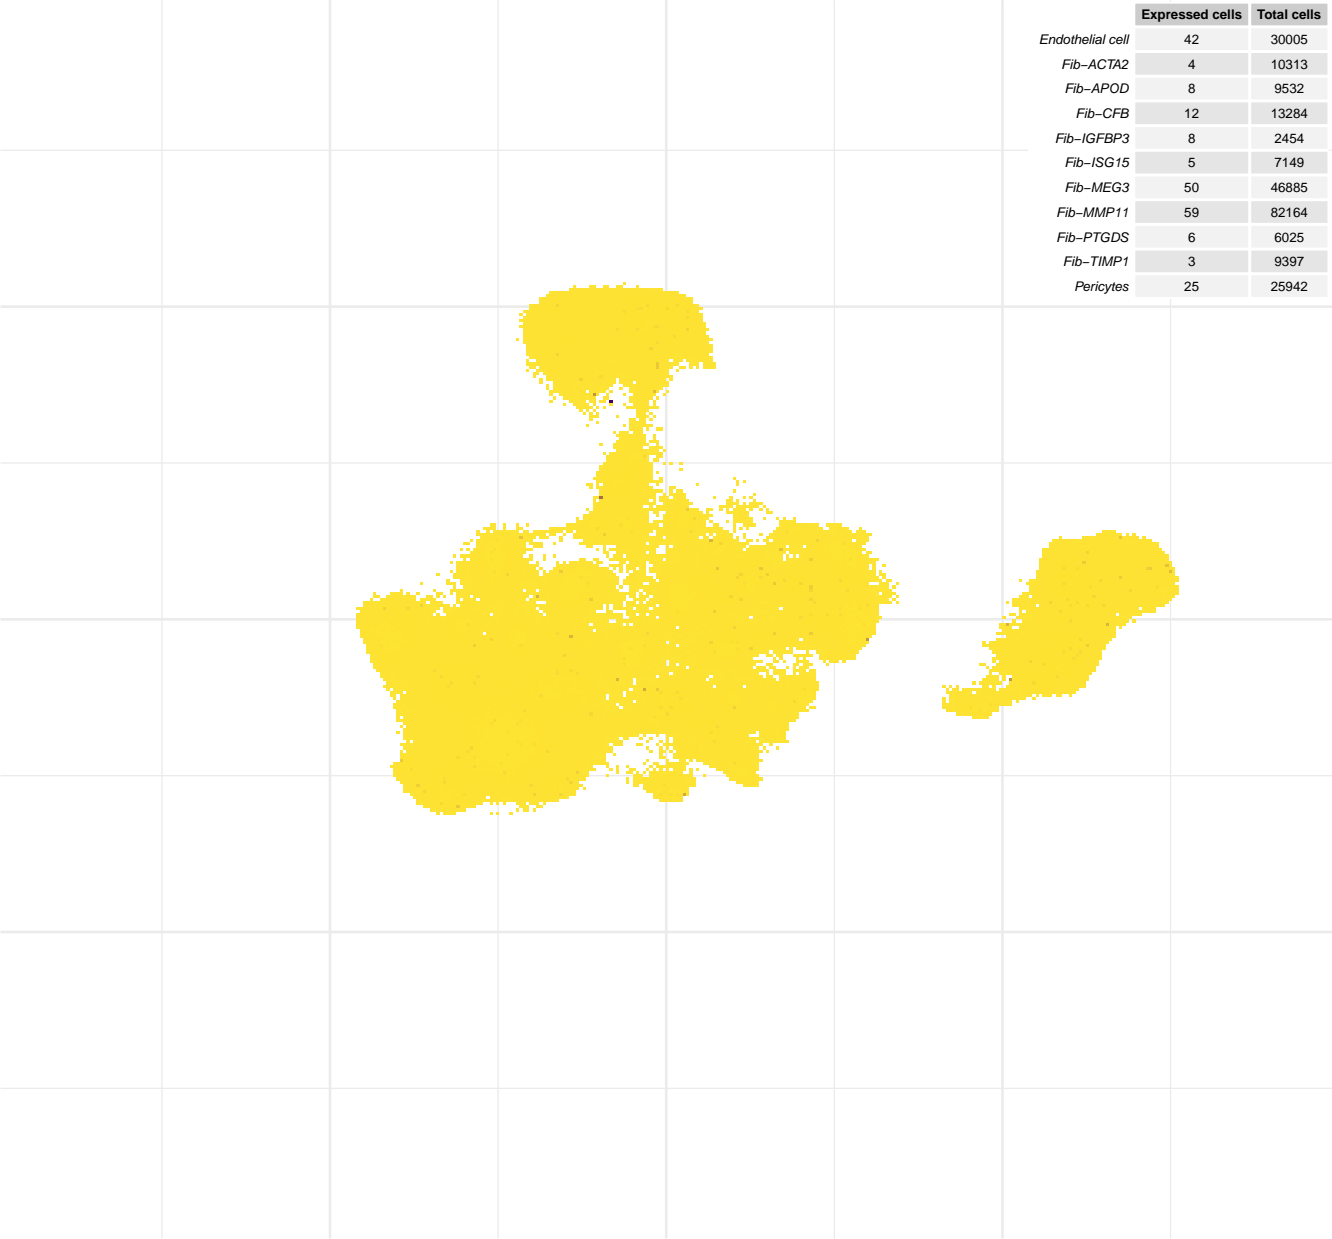 Expressed cells Total cells
Endothelial cell 42 30005
Fib−ACTA2 4 10313
Fib−APOD 8 9532
Fib−CFB 12 13284
Fib−IGFBP3 8 2454
Fib−ISG15 5 7149
Fib−MEG3 50 46885
Fib−MMP11 59 82164
Fib−PTGDS 6 6025
Fib−TIMP1 3 9397
Pericytes 25 25942